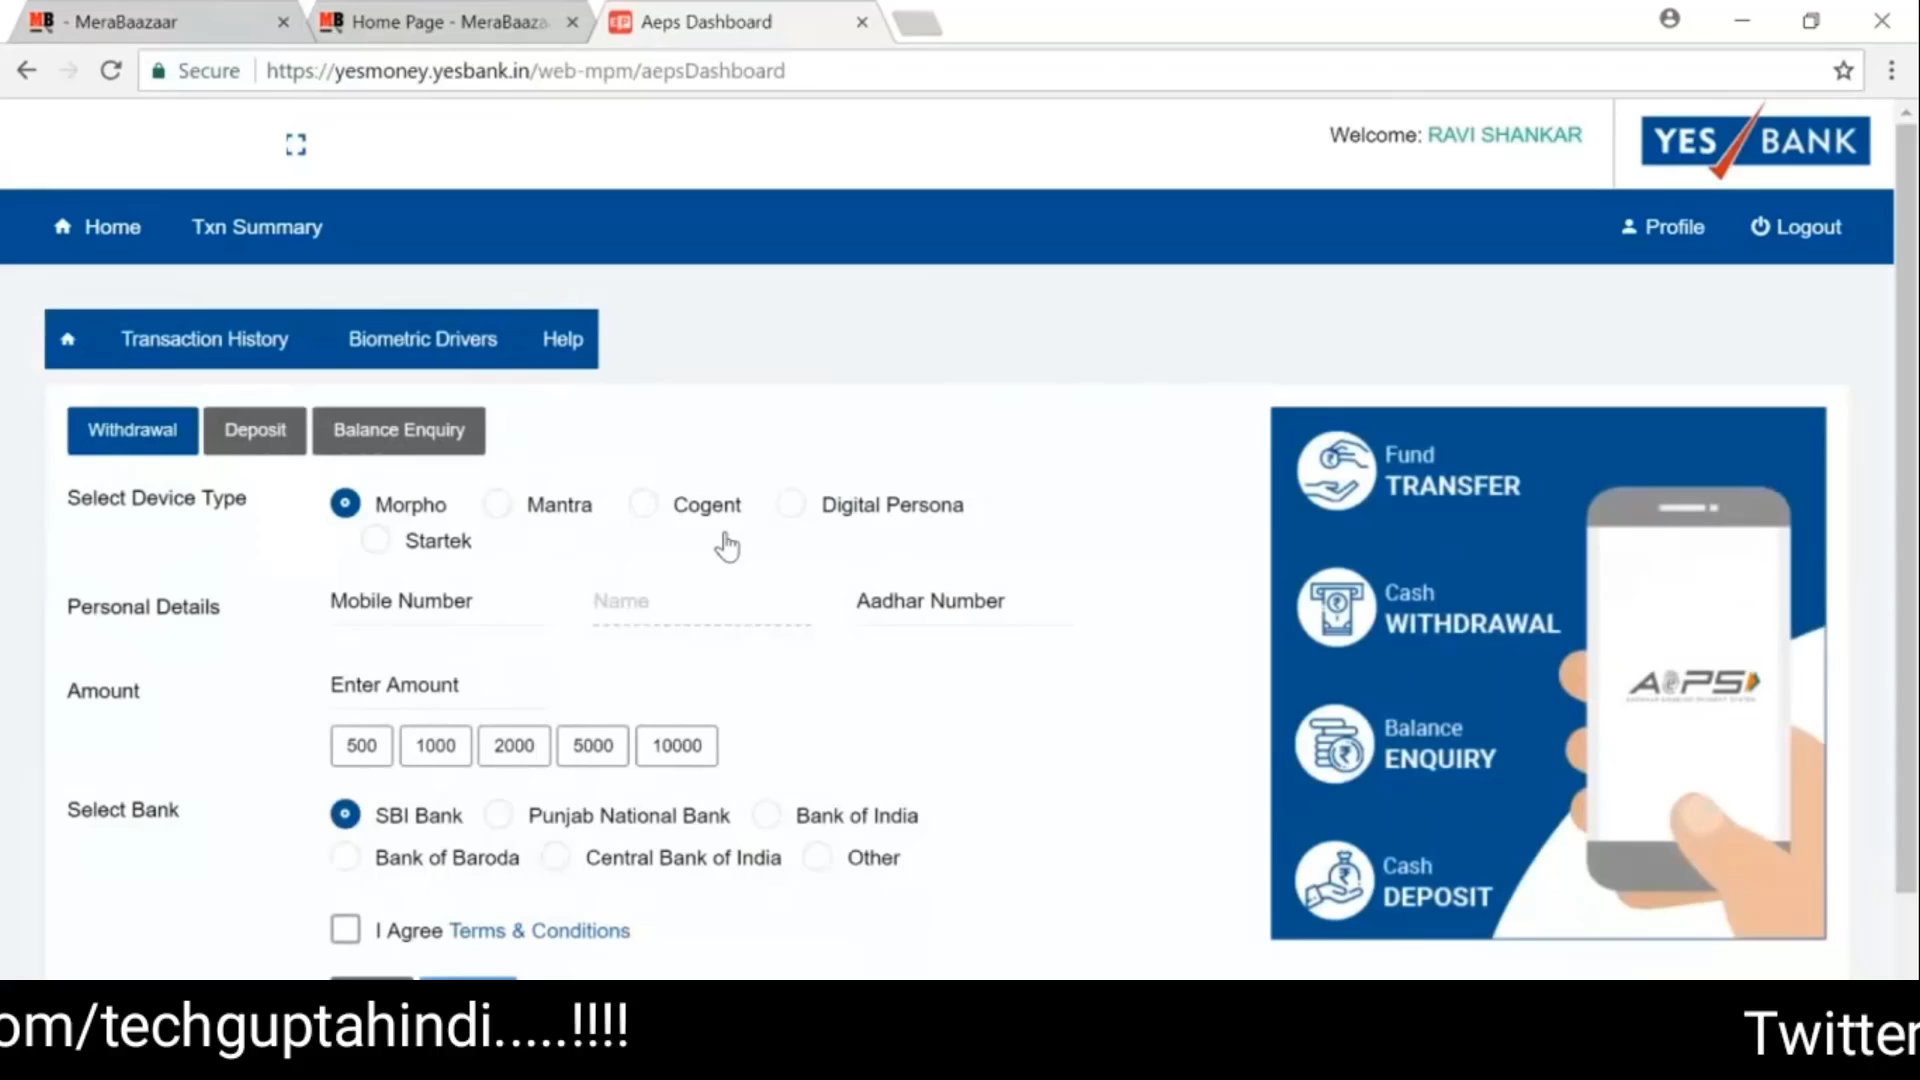 MB - MeraBaazaar
MB Home Page - MeraBaaza
Aeps Dashboard
Secure https://yesmoney.yesbank.in/web-mpm/aepsDashboard
Welcome: RAVI SHANKAR
YES BANK
Home Txn Summary Profile Logout
Transaction History Biometric Drivers Help
Withdrawal Deposit Balance Enquiry
Select Device Type Morpho Mantra Cogent Digital Persona
Startek
Personal Details Mobile Number Name Aadhar Number
Amount Enter Amount
500 1000 2000 5000 10000
Select Bank SBI Bank Punjab National Bank Bank of India
Bank of Baroda Central Bank of India Other
I Agree Terms & Conditions
Fund
TRANSFER
Cash
WITHDRAWAL
Balance
ENQUIRY
Cash
DEPOSIT
AePS
om/techguptahindi.....!!!!
Twitter